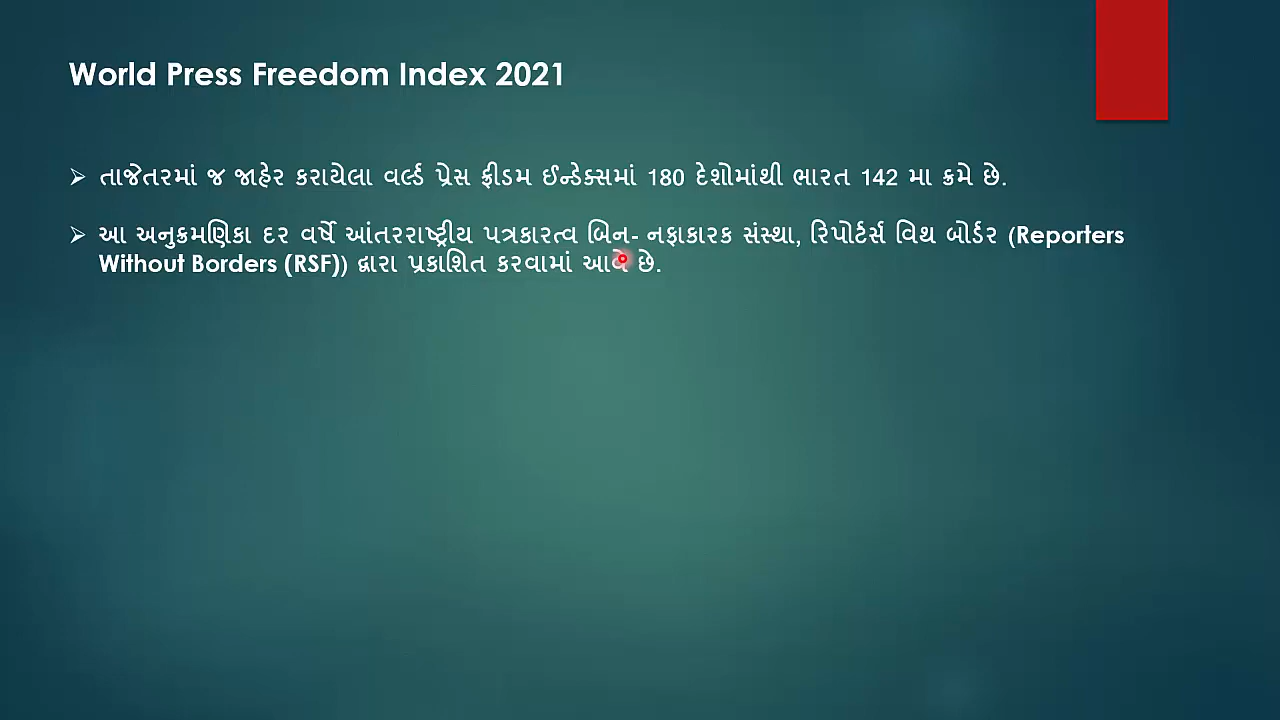 World Press Freedom Index 2021
➢ તાજેતરમાં જ જાહેર કરાયેલા વર્લ્ડ પ્રેસ ફ્રીડમ ઈન્ડેક્સમાં 180 દેશોમાંથી ભારત 142 મા ક્રમે છે.
➢ આ અનુક્રમણિકા દર વર્ષે આંતરરાષ્ટ્રીય પત્રકારત્વ બિન- નફાકારક સંસ્થા, રિપોર્ટર્સ વિથ બોર્ડર (Reporters
Without Borders (RSF)) દ્વારા પ્રકાશિત કરવામાં આવે છે.